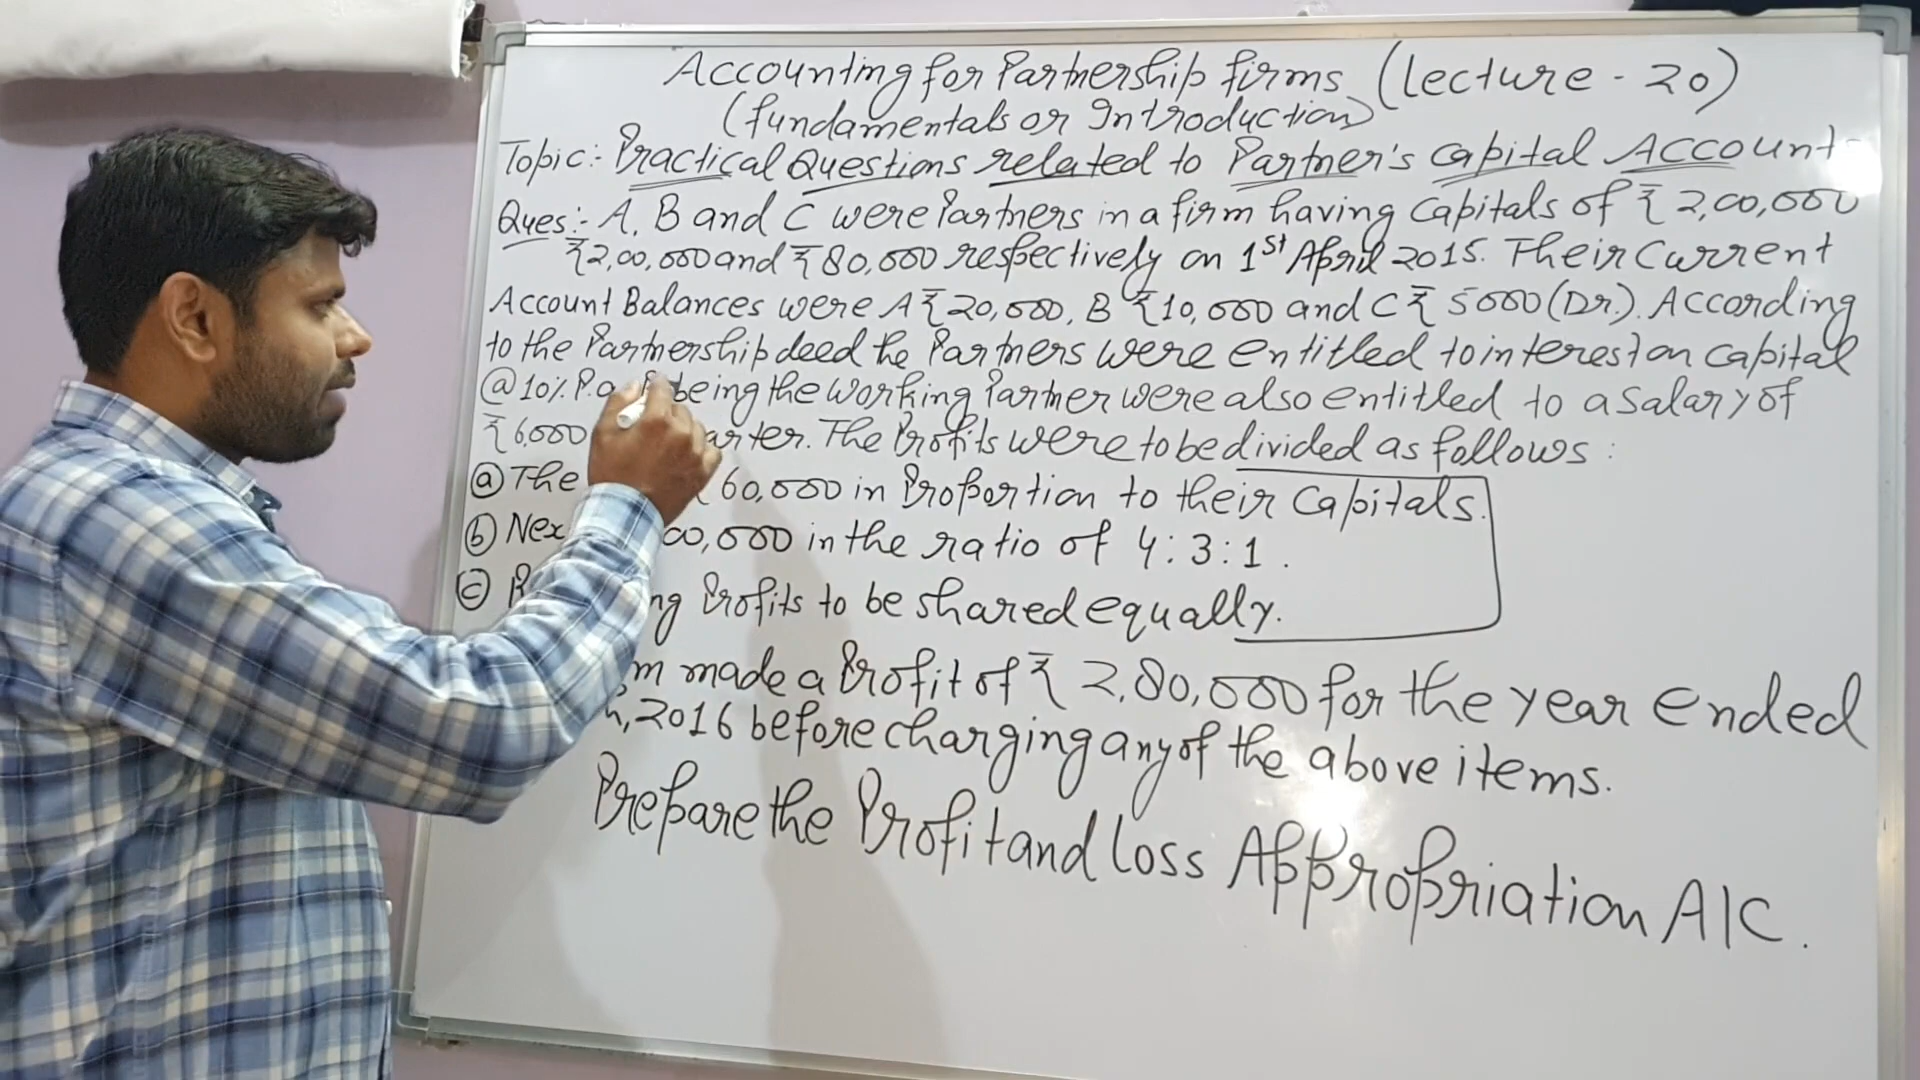 Accounting for Partnership firms (Lecture - 20)
(fundamentals or Introduction)
Topic:- Practical Questions related to Partner's Capital Account
Ques:- A, B and C were Partners in a firm having Capitals of ₹ 2,00,000
₹2,00,000 and ₹ 80,000 respectively on 1st April 2015. Their Current
Account Balances were A ₹ 20,000, B ₹10,000 and C ₹ 5000 (Dr.). According
to the Partnership deed the Partners were entitled to interest on capital
@ 10% P.a being the working Partner were also entitled to a salary of
₹ 6,000 The Profits were to be divided as follows :
(a) The 60,000 in Proportion to their Capitals.
(b) 00,000 in the ratio of 4:3:1.
(c) Profits to be shared equally.
made a Profit of ₹ 2,80,000 for the year ended
2016 before charging any of the above items.
Prepare the Profit and loss Appropriation A/C.